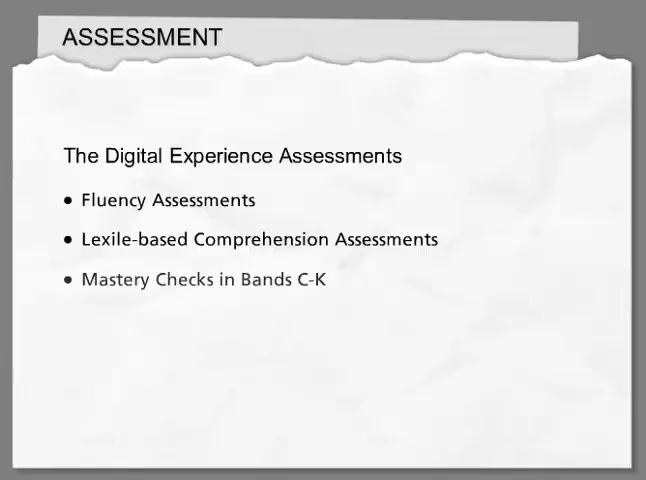 ASSESSMENT
The Digital Experience Assessments
• Fluency Assessments
• Lexile-based Comprehension Assessments
• Mastery Checks in Bands C-K